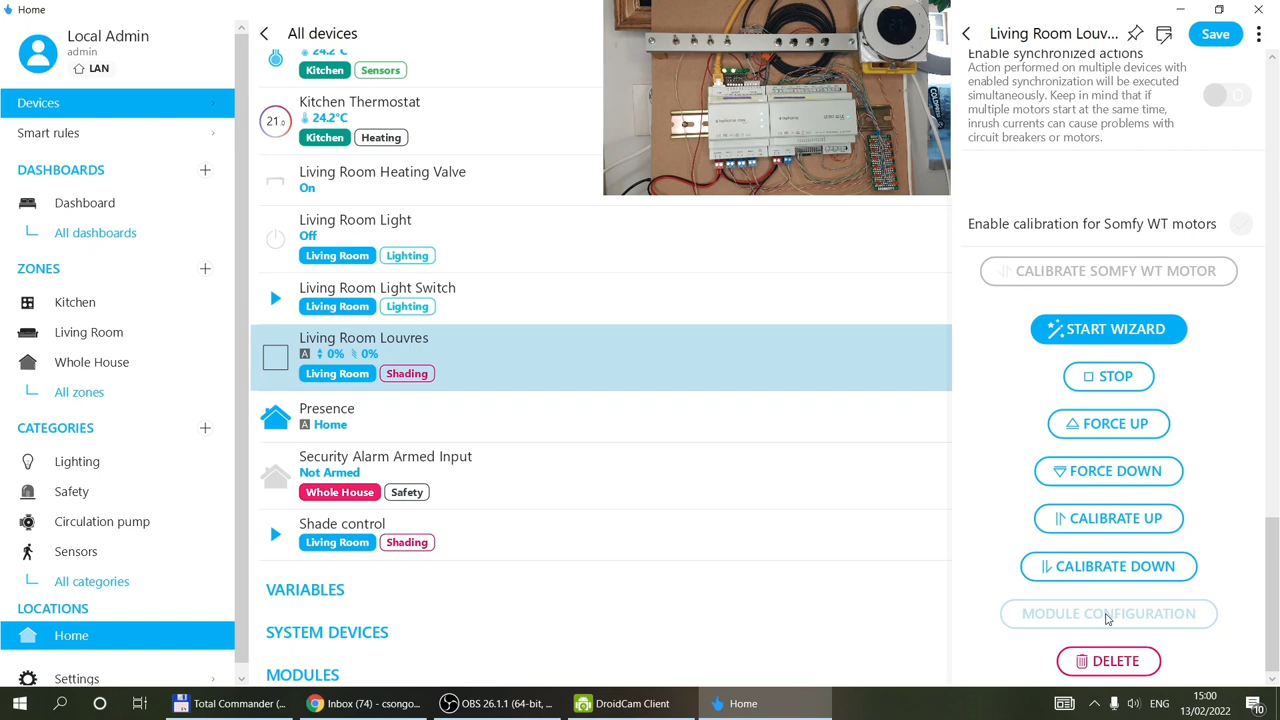 Home
Local Admin
admin
LAN
Devices
Smart rules
DASHBOARDS
Dashboard
All dashboards
ZONES
Kitchen
Living Room
Whole House
All zones
CATEGORIES
Lighting
Safety
Circulation pump
Sensors
All categories
LOCATIONS
Home
Settings
All devices
24.2°C
Kitchen Sensors
Kitchen Thermostat
21.0
24.2°C
Kitchen Heating
Living Room Heating Valve
On
Living Room Light
Off
Living Room Lighting
Living Room Light Switch
Living Room Lighting
Living Room Louvres
A 0% 0%
Living Room Shading
Presence
A Home
Security Alarm Armed Input
Not Armed
Whole House Safety
Shade control
Living Room Shading
VARIABLES
SYSTEM DEVICES
MODULES
Living Room Louv...
Save
Enable synchronized actions
Action performed on multiple devices with
enabled synchronization will be executed
simultaneously. Keep in mind that if
multiple motors start at the same time,
inrush currents can cause problems with
circuit breakers or motors.
Enable calibration for Somfy WT motors
CALIBRATE SOMFY WT MOTOR
START WIZARD
STOP
FORCE UP
FORCE DOWN
CALIBRATE UP
CALIBRATE DOWN
MODULE CONFIGURATION
DELETE
Total Commander (...
Inbox (74) - csongo...
OBS 26.1.1 (64-bit, ...
DroidCam Client
Home
ENG
15:00
13/02/2022
10